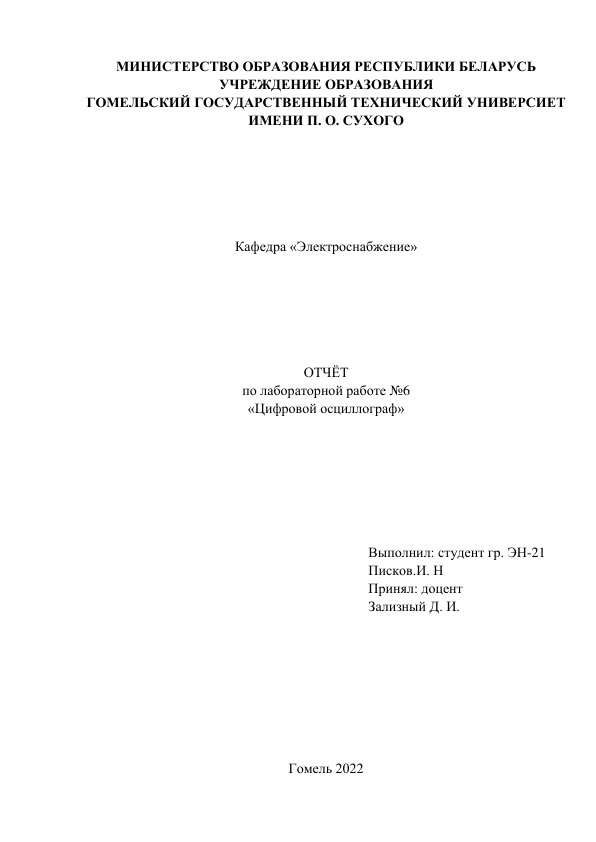 МИНИСТЕРСТВО ОБРАЗОВАНИЯ РЕСПУБЛИКИ БЕЛАРУСЬ
УЧРЕЖДЕНИЕ ОБРАЗОВАНИЯ
ГОМЕЛЬСКИЙ ГОСУДАРСТВЕННЫЙ ТЕХНИЧЕСКИЙ УНИВЕРСИЕТ
ИМЕНИ П. О. СУХОГО
Кафедра «Электроснабжение»
ОТЧЁТ
по лабораторной работе №6
«Цифровой осциллограф»
Выполнил: студент гр. ЭН-21
Писков.И. Н
Принял: доцент
Зализный Д. И.
Гомель 2022